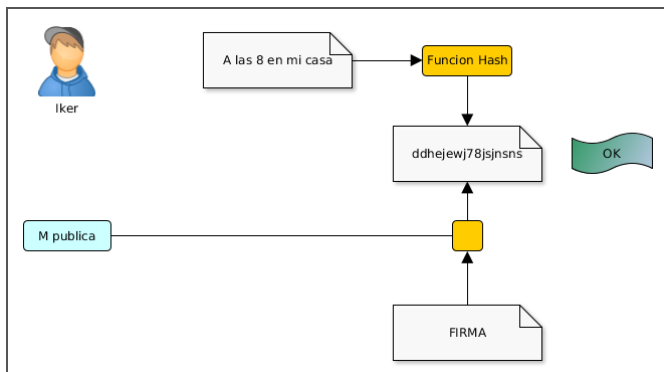 A las 8 en mi casa
Funcion Hash
Iker
ddhejewj78jsjnsns
OK
M publica
FIRMA